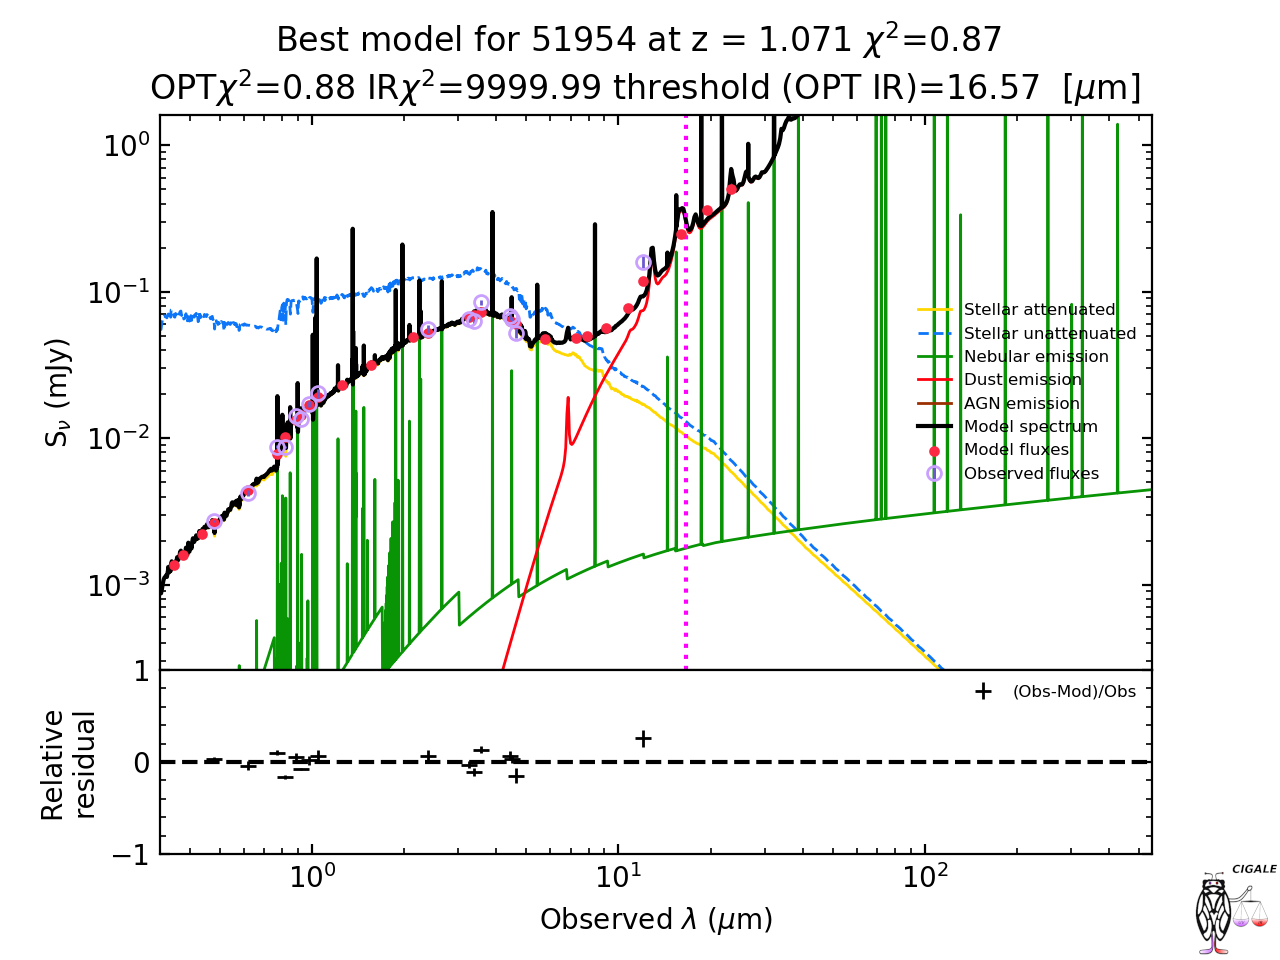 Best model for 51954 at z = 1.071 χ²=0.87
OPTχ²=0.88 IRχ²=9999.99 threshold (OPT IR)=16.57 [μm]
10⁰
10⁻¹
10⁻²
10⁻³
S_ν (mJy)
Stellar attenuated
Stellar unattenuated
Nebular emission
Dust emission
AGN emission
Model spectrum
Model fluxes
Observed fluxes
1
0
−1
Relative
residual
(Obs-Mod)/Obs
10⁰
10¹
10²
Observed λ (μm)
CIGALE